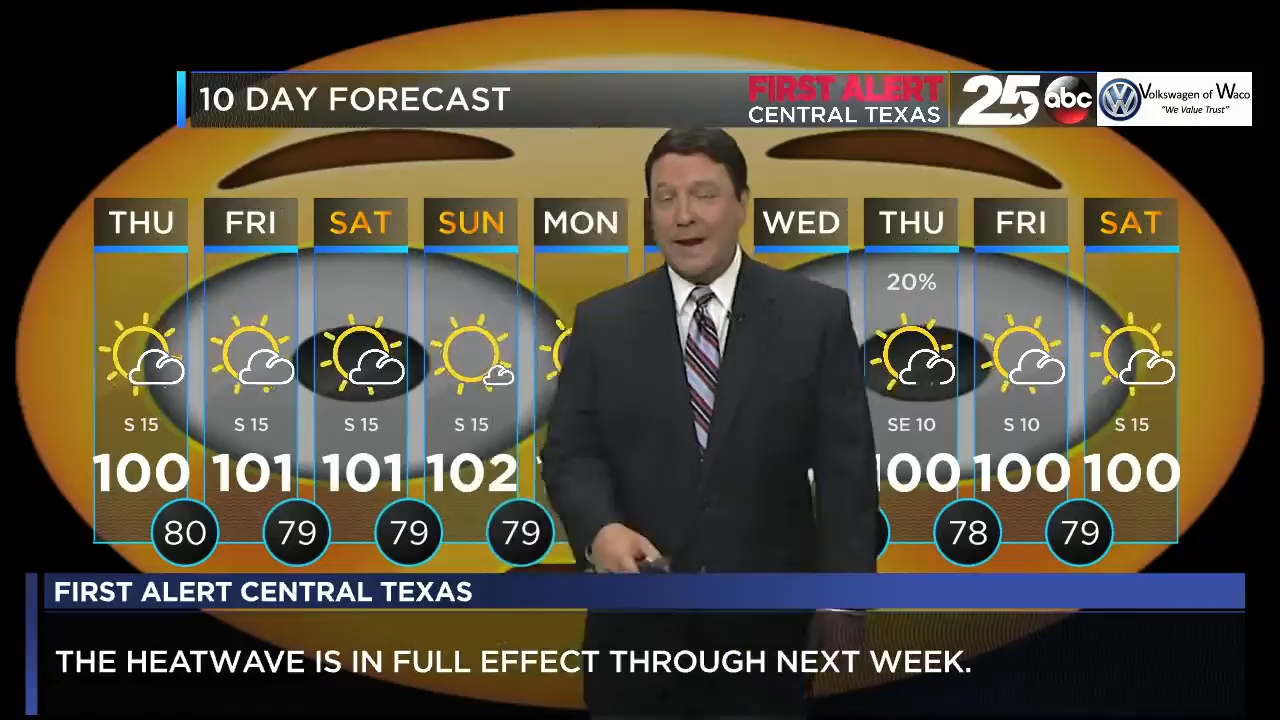 10 DAY FORECAST
FIRST ALERT
CENTRAL TEXAS
25 abc
Volkswagen of Waco
"We Value Trust"
THU FRI SAT SUN MON WED THU FRI SAT
20%
S 15 S 15 S 15 S 15 SE 10 S 10 S 15
100 101 101 102 100 100 100
80 79 79 79 78 79
FIRST ALERT CENTRAL TEXAS
THE HEATWAVE IS IN FULL EFFECT THROUGH NEXT WEEK.